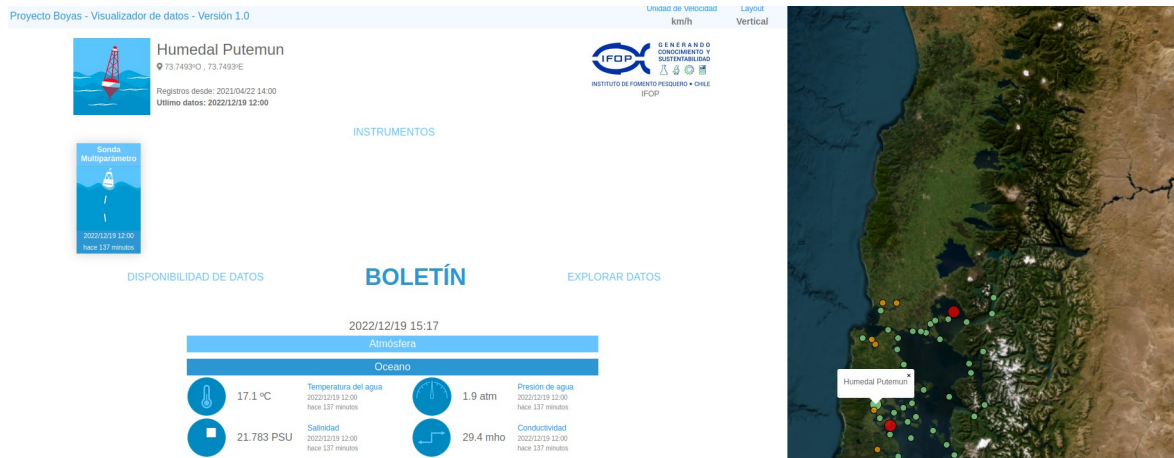 Proyecto Boyas - Visualizador de datos - Versión 1.0
Unidad de Velocidad
km/h
Layout
Vertical
Humedal Putemun
73.7493ºO , 73.7493ºE
Registros desde: 2021/04/22 14:00
Utlimo datos: 2022/12/19 12:00
IFOP
GENERANDO
CONOCIMIENTO Y
SUSTENTABILIDAD
INSTITUTO DE FOMENTO PESQUERO • CHILE
IFOP
INSTRUMENTOS
Sonda
Multiparámetro
2022/12/19 12:00
hace 137 minutos
DISPONIBILIDAD DE DATOS
BOLETÍN
EXPLORAR DATOS
2022/12/19 15:17
Atmósfera
Oceano
17.1 ºC
Temperatura del agua
2022/12/19 12:00
hace 137 minutos
1.9 atm
Presión de agua
2022/12/19 12:00
hace 137 minutos
21.783 PSU
Salinidad
2022/12/19 12:00
hace 137 minutos
29.4 mho
Conductividad
2022/12/19 12:00
hace 137 minutos
Humedal Putemun
×